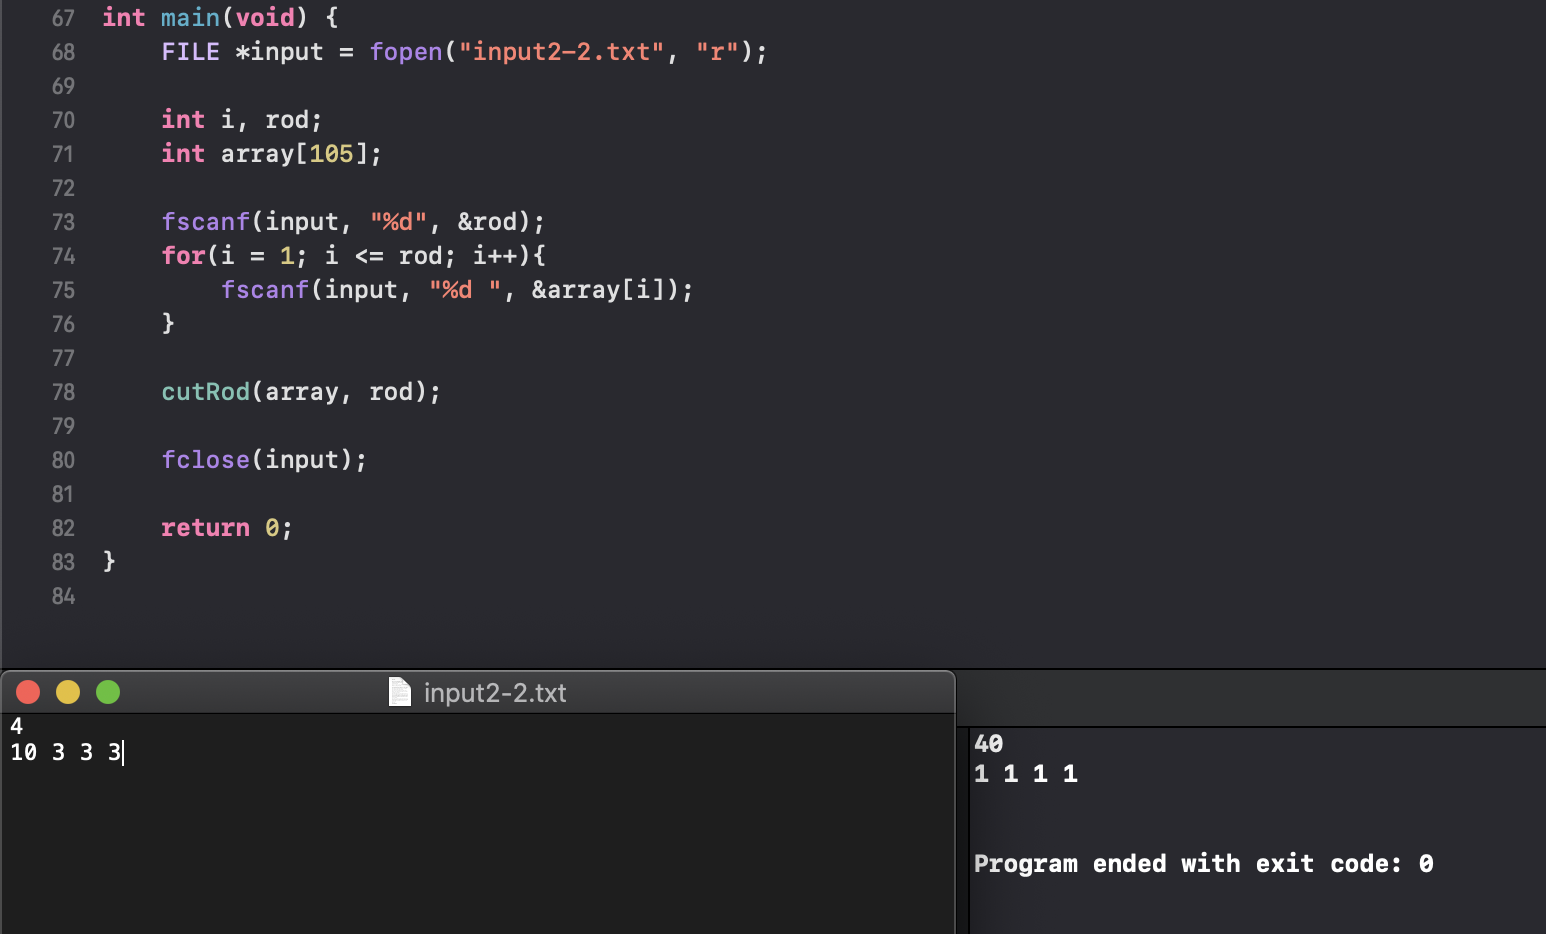 67 int main(void) {
68     FILE *input = fopen("input2-2.txt", "r");
69
70     int i, rod;
71     int array[105];
72
73     fscanf(input, "%d", &rod);
74     for(i = 1; i <= rod; i++){
75         fscanf(input, "%d ", &array[i]);
76     }
77
78     cutRod(array, rod);
79
80     fclose(input);
81
82     return 0;
83 }
84
input2-2.txt
4
10 3 3 3
40
1 1 1 1
Program ended with exit code: 0